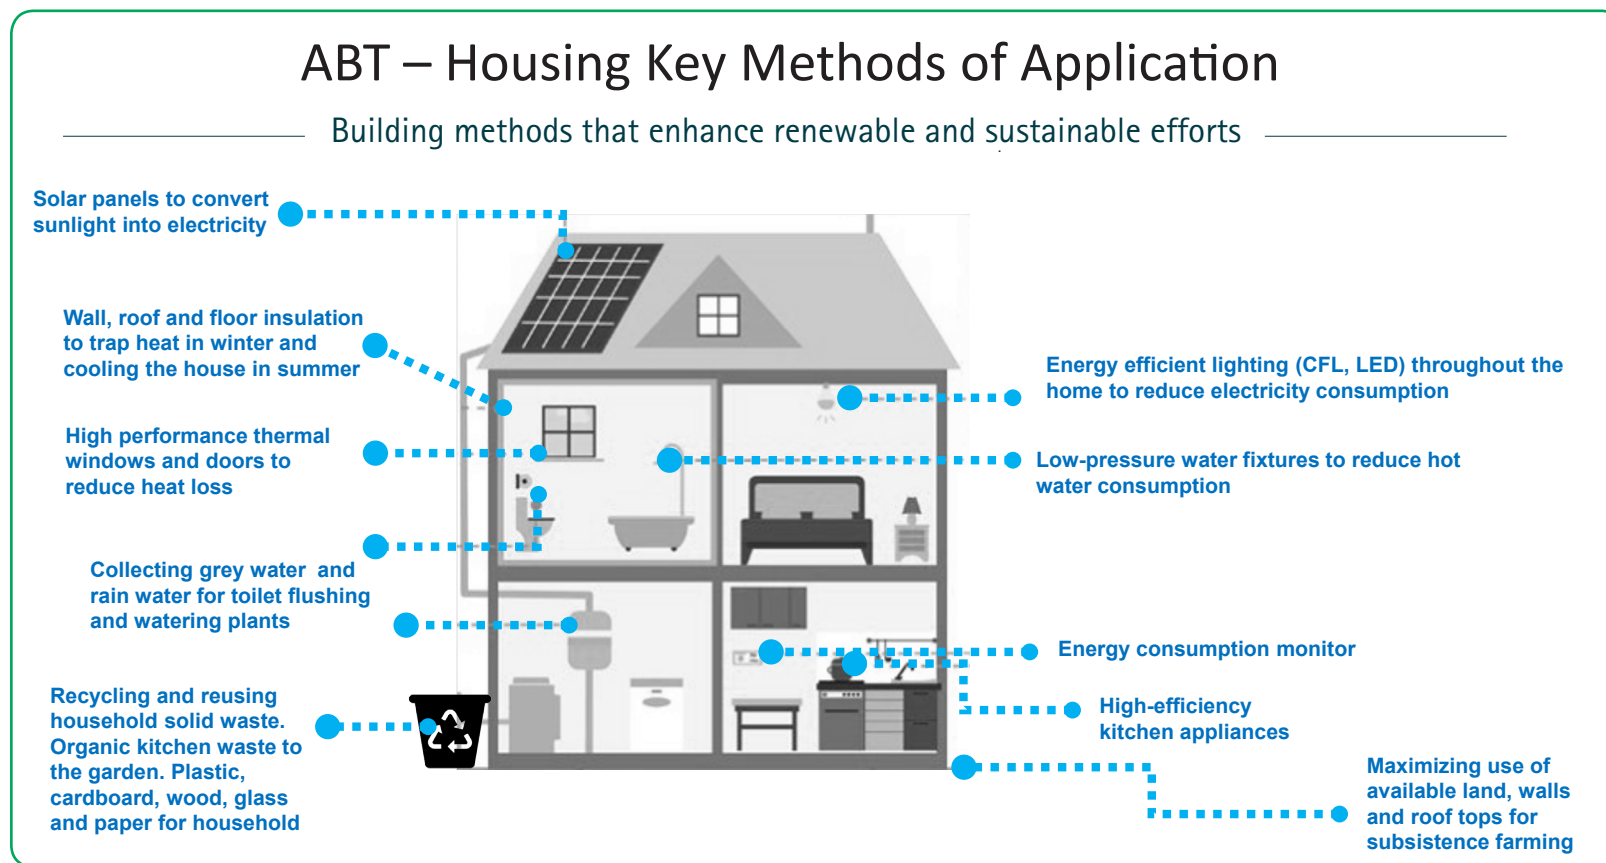 ABT – Housing Key Methods of Application
Building methods that enhance renewable and sustainable efforts
Solar panels to convert
sunlight into electricity
Wall, roof and floor insulation
to trap heat in winter and
cooling the house in summer
High performance thermal
windows and doors to
reduce heat loss
Collecting grey water and
rain water for toilet flushing
and watering plants
Recycling and reusing
household solid waste.
Organic kitchen waste to
the garden. Plastic,
cardboard, wood, glass
and paper for household
Energy efficient lighting (CFL, LED) throughout the
home to reduce electricity consumption
Low-pressure water fixtures to reduce hot
water consumption
Energy consumption monitor
High-efficiency
kitchen appliances
Maximizing use of
available land, walls
and roof tops for
subsistence farming